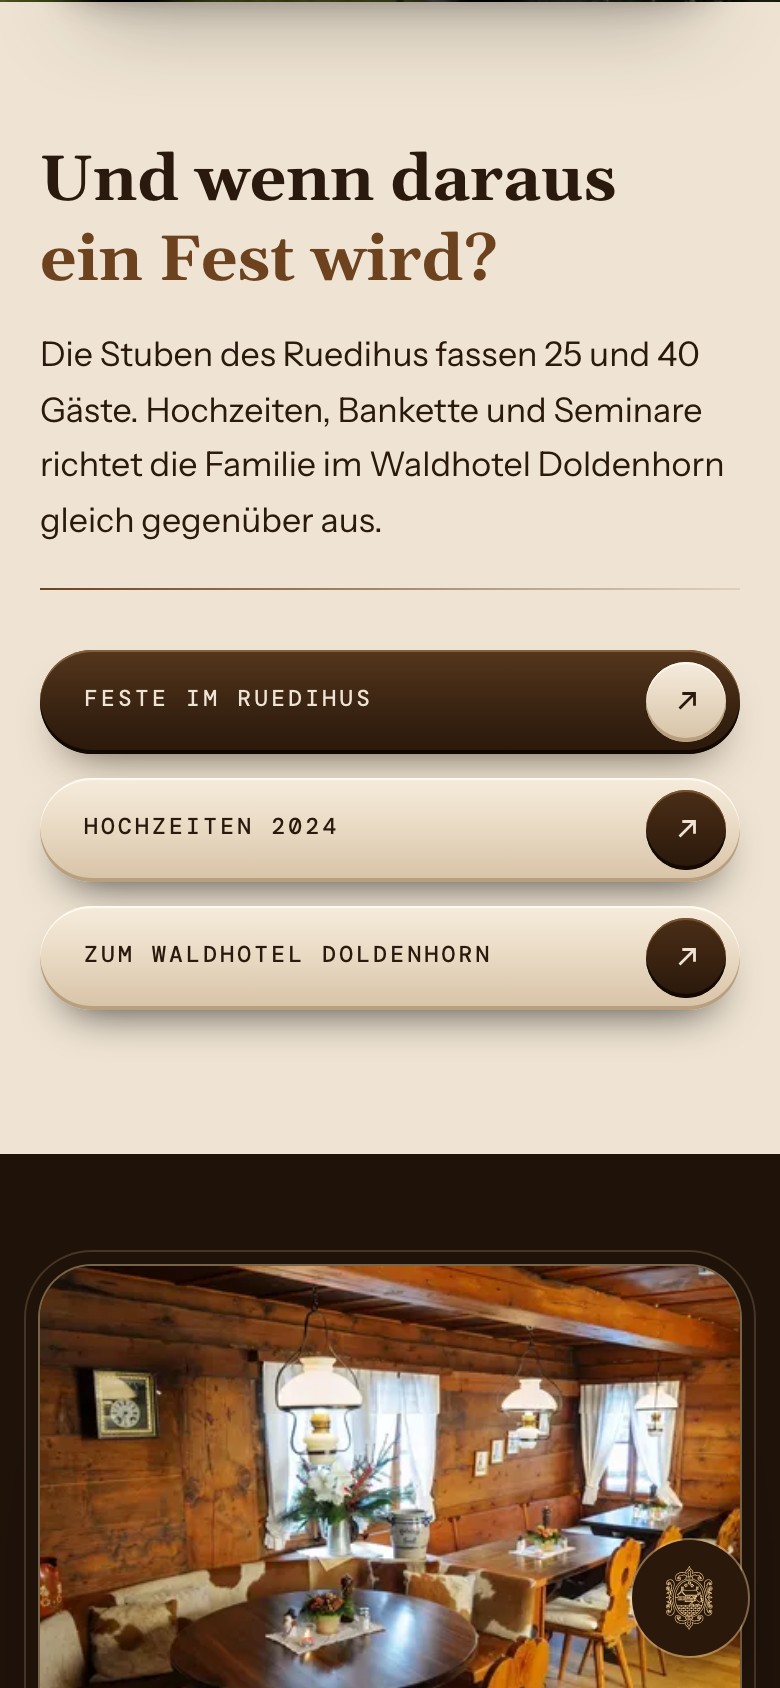 Und wenn daraus
ein Fest wird?
Die Stuben des Ruedihus fassen 25 und 40
Gäste. Hochzeiten, Bankette und Seminare
richtet die Familie im Waldhotel Doldenhorn
gleich gegenüber aus.
FESTE IM RUEDIHUS
HOCHZEITEN 2024
ZUM WALDHOTEL DOLDENHORN